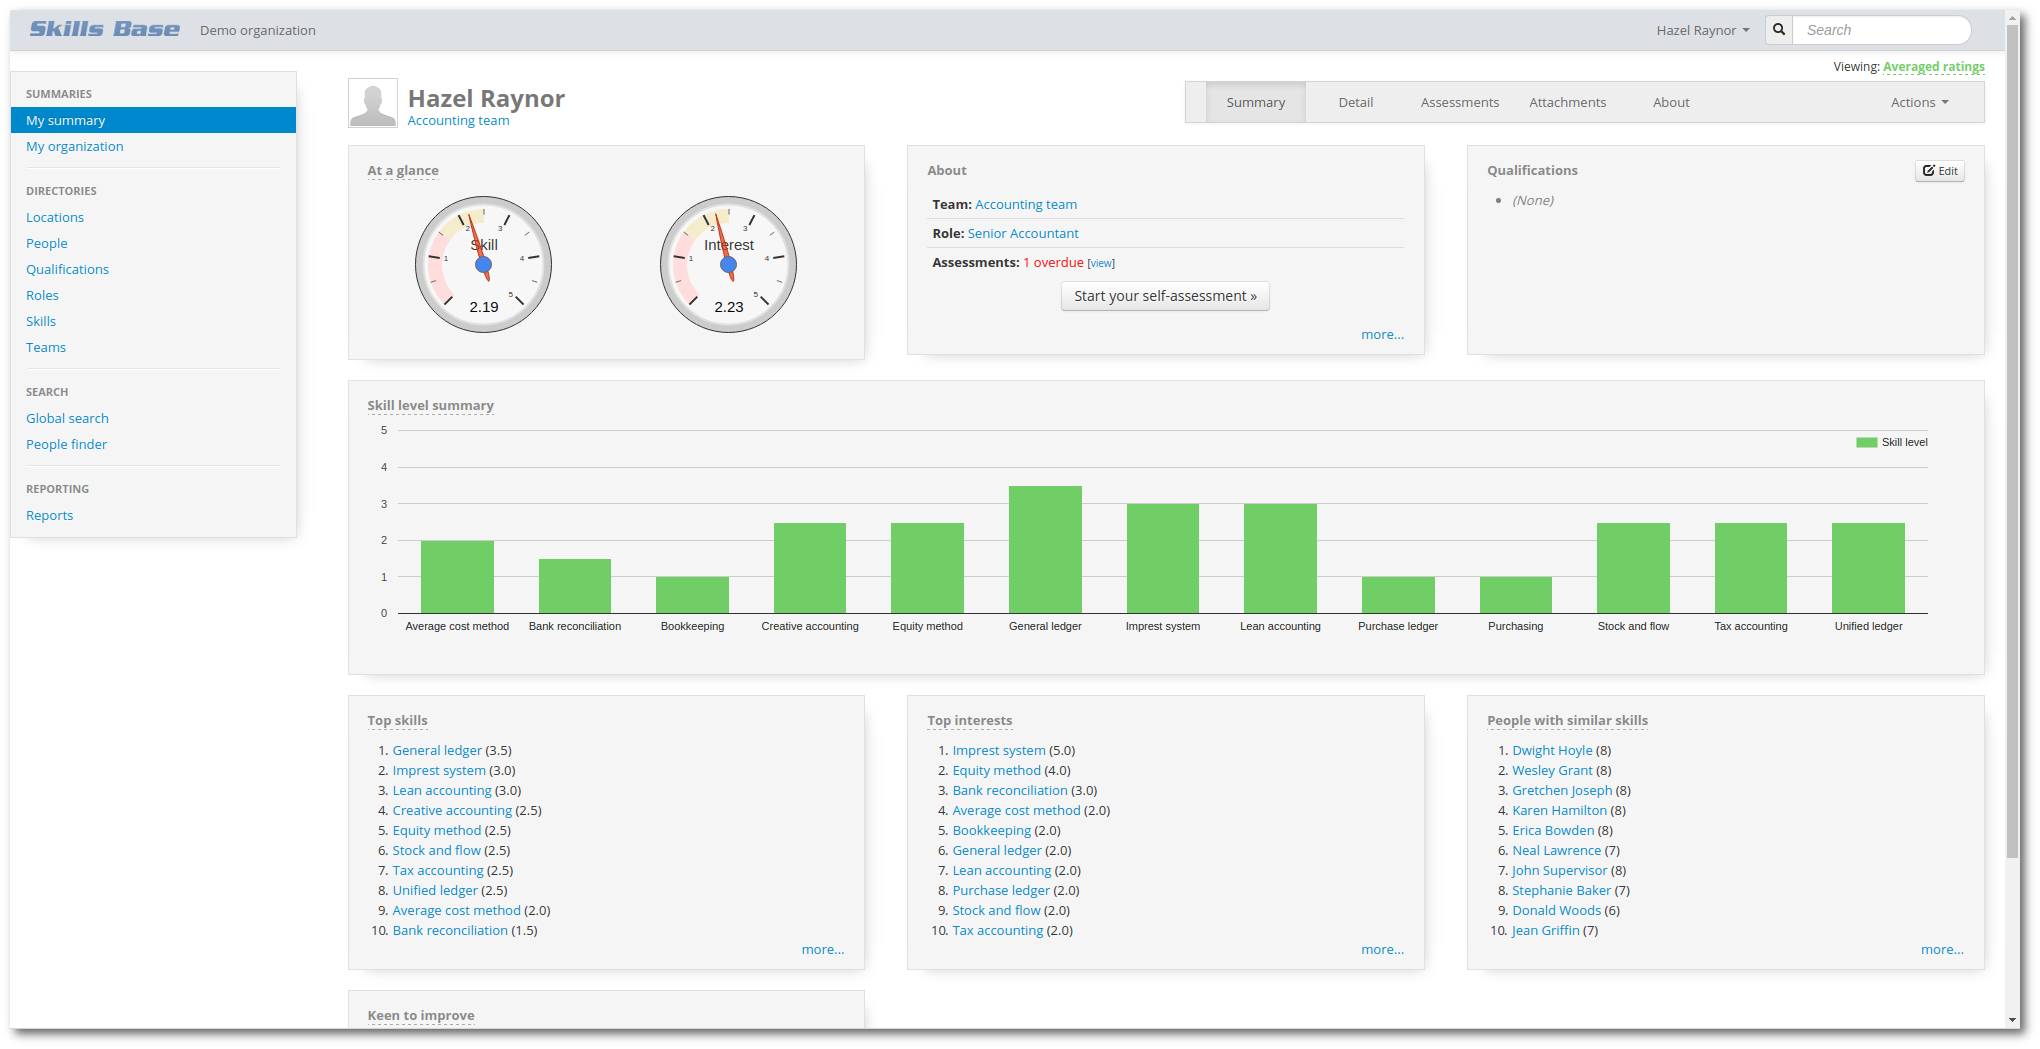 Skills Base
Demo organization
Hazel Raynor
Search
SUMMARIES
My summary
My organization
DIRECTORIES
Locations
People
Qualifications
Roles
Skills
Teams
SEARCH
Global search
People finder
REPORTING
Reports
Viewing: Averaged ratings
Hazel Raynor
Accounting team
Summary
Detail
Assessments
Attachments
About
Actions
At a glance
1
2
3
4
5
Skill
2.19
1
2
3
4
5
Interest
2.23
About
Team: Accounting team
Role: Senior Accountant
Assessments: 1 overdue [view]
Start your self-assessment »
more...
Qualifications
Edit
• (None)
Skill level summary
5
4
3
2
1
0
Skill level
Average cost method
Bank reconciliation
Bookkeeping
Creative accounting
Equity method
General ledger
Imprest system
Lean accounting
Purchase ledger
Purchasing
Stock and flow
Tax accounting
Unified ledger
Top skills
1. General ledger (3.5)
2. Imprest system (3.0)
3. Lean accounting (3.0)
4. Creative accounting (2.5)
5. Equity method (2.5)
6. Stock and flow (2.5)
7. Tax accounting (2.5)
8. Unified ledger (2.5)
9. Average cost method (2.0)
10. Bank reconciliation (1.5)
more...
Top interests
1. Imprest system (5.0)
2. Equity method (4.0)
3. Bank reconciliation (3.0)
4. Average cost method (2.0)
5. Bookkeeping (2.0)
6. General ledger (2.0)
7. Lean accounting (2.0)
8. Purchase ledger (2.0)
9. Stock and flow (2.0)
10. Tax accounting (2.0)
more...
People with similar skills
1. Dwight Hoyle (8)
2. Wesley Grant (8)
3. Gretchen Joseph (8)
4. Karen Hamilton (8)
5. Erica Bowden (8)
6. Neal Lawrence (7)
7. John Supervisor (8)
8. Stephanie Baker (7)
9. Donald Woods (6)
10. Jean Griffin (7)
more...
Keen to improve